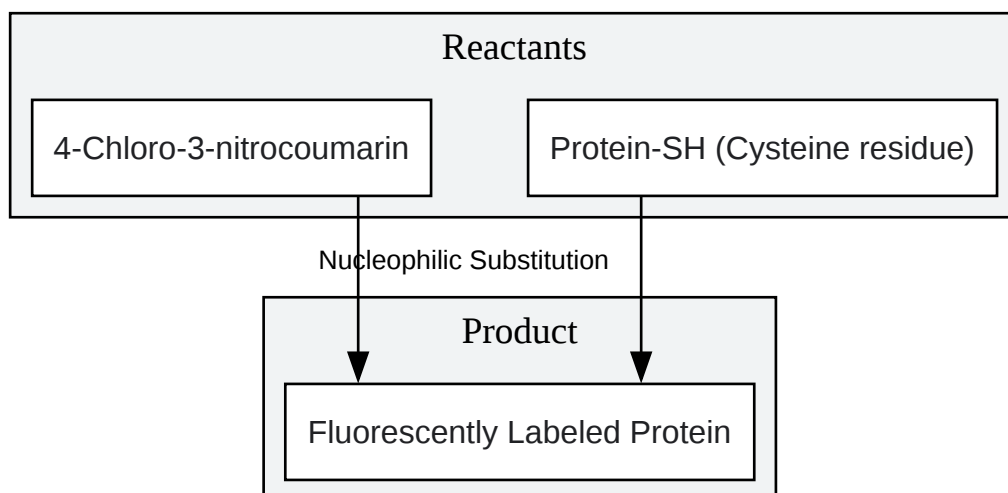 Reactants
4-Chloro-3-nitrocoumarin
Protein-SH (Cysteine residue)
Nucleophilic Substitution
Product
Fluorescently Labeled Protein